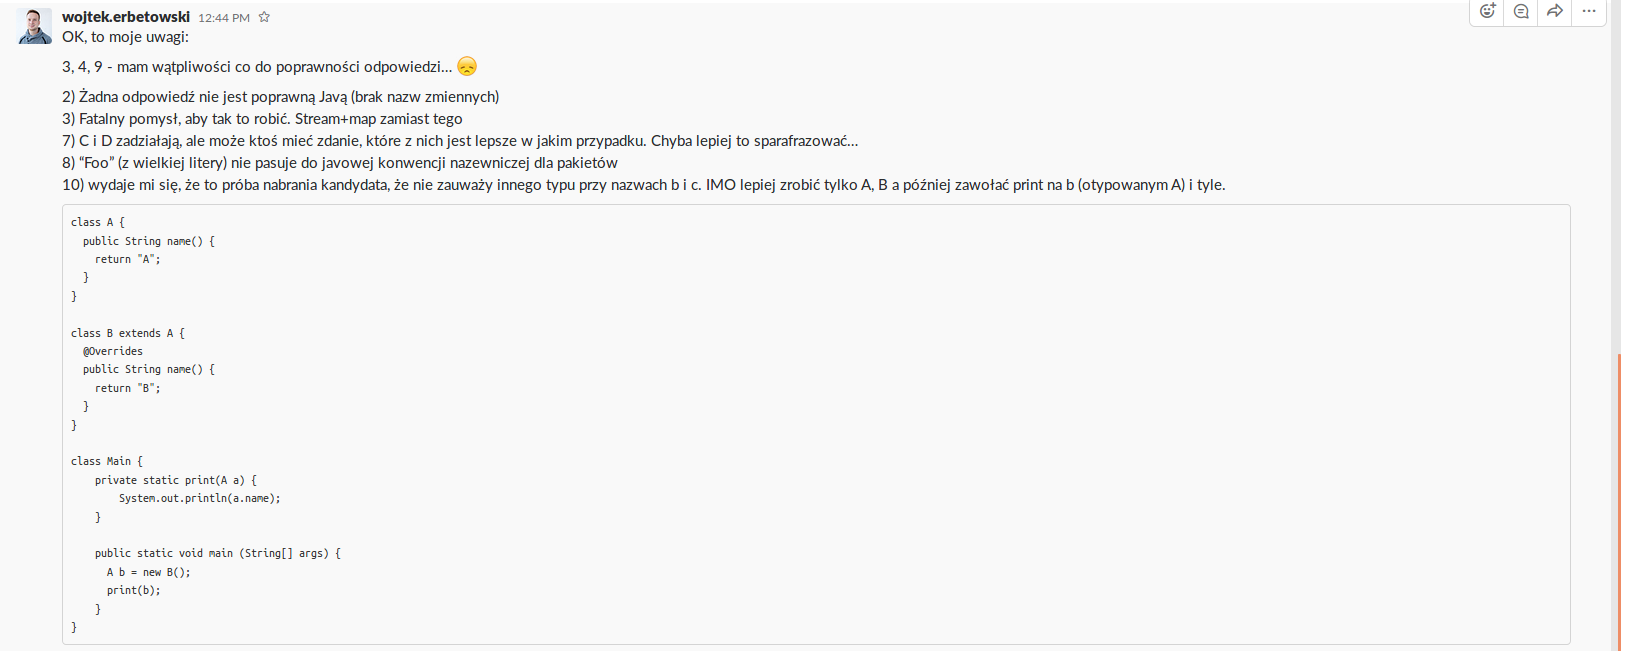 wojtek.erbetowski 12:44 PM
OK, to moje uwagi:
3, 4, 9 - mam wątpliwości co do poprawności odpowiedzi...
2) Żadna odpowiedź nie jest poprawną Javą (brak nazw zmiennych)
3) Fatalny pomysł, aby tak to robić. Stream+map zamiast tego
7) C i D zadziałają, ale może ktoś mieć zdanie, które z nich jest lepsze w jakim przypadku. Chyba lepiej to sparafrazować...
8) “Foo” (z wielkiej litery) nie pasuje do javowej konwencji nazewniczej dla pakietów
10) wydaje mi się, że to próba nabrania kandydata, że nie zauważy innego typu przy nazwach b i c. IMO lepiej zrobić tylko A, B a później zawołać print na b (otypowanym A) i tyle.
class A {
  public String name() {
    return "A";
  }
}
class B extends A {
  @Overrides
  public String name() {
    return "B";
  }
}
class Main {
    private static print(A a) {
        System.out.println(a.name);
    }
    public static void main (String[] args) {
      A b = new B();
      print(b);
    }
}